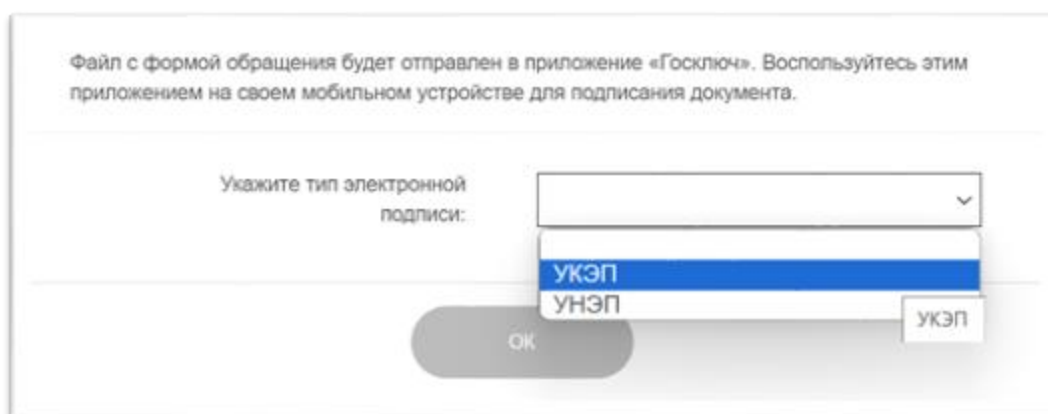 Файл с формой обращения будет отправлен в приложение «Госключ». Воспользуйтесь этим
приложением на своем мобильном устройстве для подписания документа.
Укажите тип электронной
подписи:
УКЭП
УНЭП
УКЭП
ОК